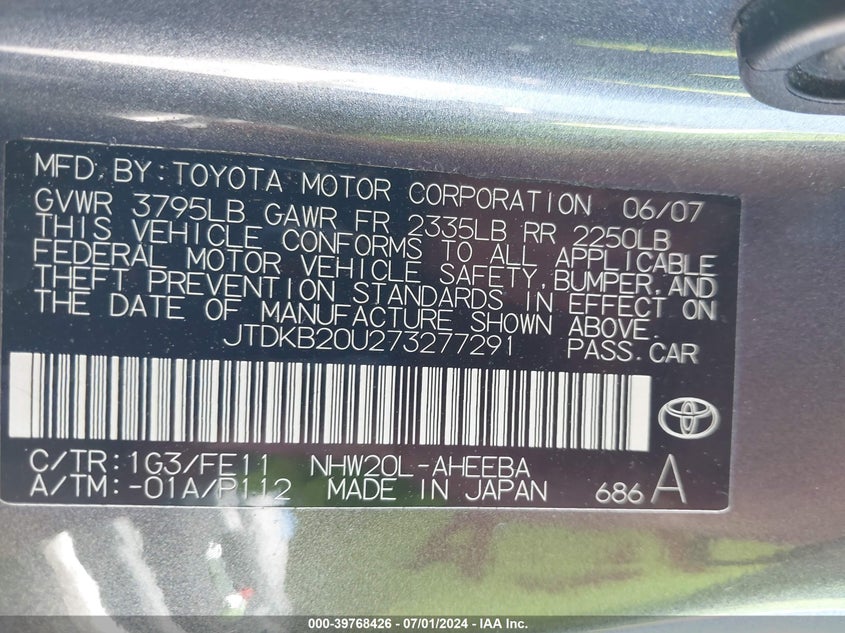 MFD. BY: TOYOTA MOTOR CORPORATION 06/07
GVWR 3795LB GAWR FR 2335LB RR 2250LB
THIS VEHICLE CONFORMS TO ALL APPLICABLE
FEDERAL MOTOR VEHICLE SAFETY, BUMPER, AND
THEFT PREVENTION STANDARDS IN EFFECT ON
THE DATE OF MANUFACTURE SHOWN ABOVE.
JTDKB20U273277291 PASS. CAR
C/TR: 1G3/FE11 NHW20L-AHEEBA
A/TM: -01A/P112 MADE IN JAPAN 686 A
000-39768426 - 07/01/2024 - IAA Inc.